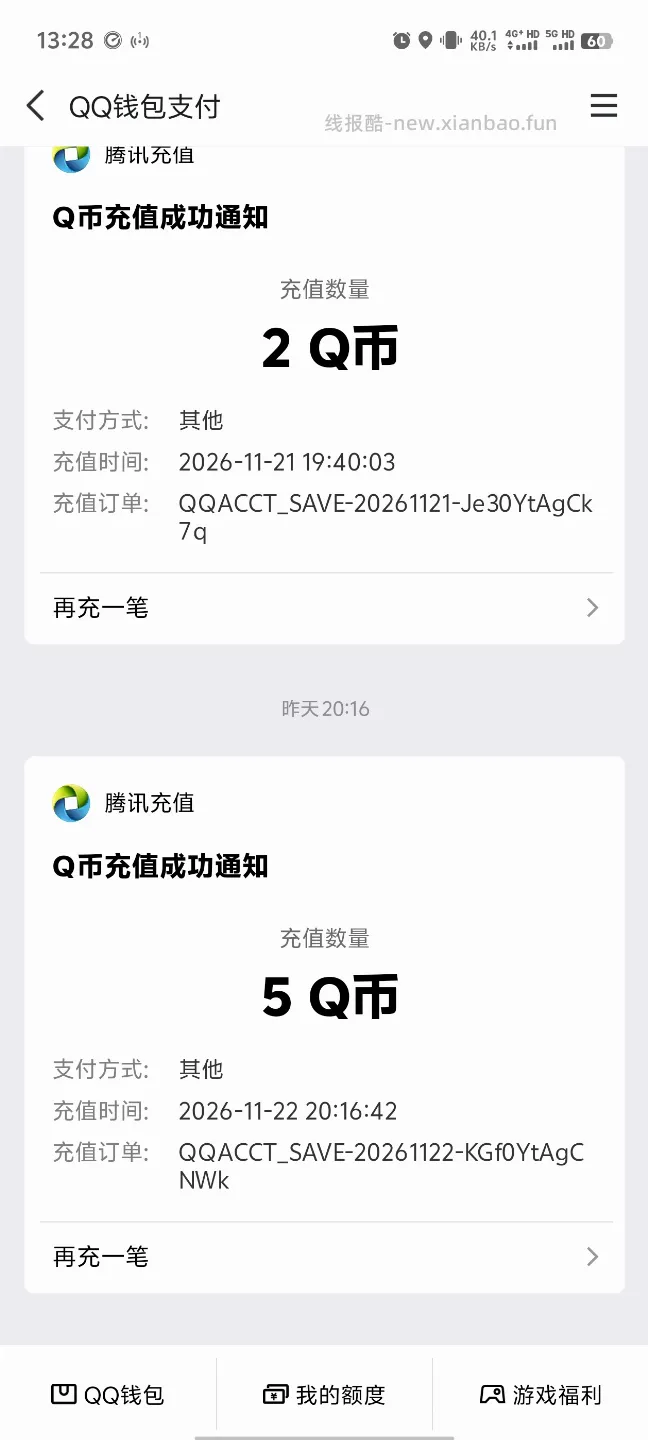 13:28
40.1 KB/s 4G+ HD 5G HD 60
QQ钱包支付
线报酷-new.xianbao.fun
腾讯充值
Q币充值成功通知
充值数量
2 Q币
支付方式: 其他
充值时间: 2026-11-21 19:40:03
充值订单: QQACCT_SAVE-20261121-Je30YtAgCk
7q
再充一笔
昨天20:16
腾讯充值
Q币充值成功通知
充值数量
5 Q币
支付方式: 其他
充值时间: 2026-11-22 20:16:42
充值订单: QQACCT_SAVE-20261122-KGf0YtAgC
NWk
再充一笔
QQ钱包 我的额度 游戏福利